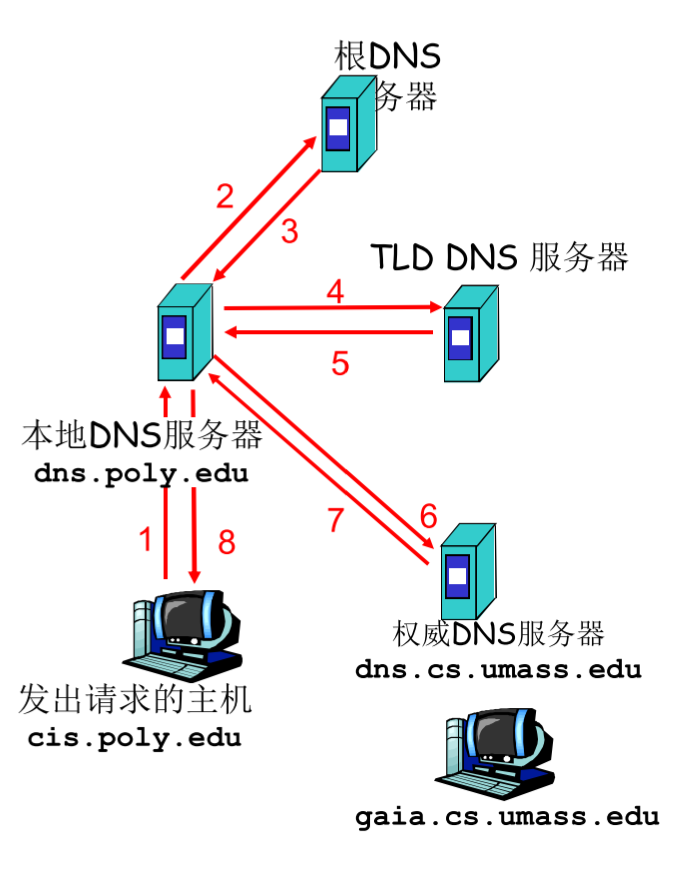 根DNS
务器
2
3
TLD DNS 服务器
4
5
本地DNS服务器
dns.poly.edu
1
8
7
6
权威DNS服务器
dns.cs.umass.edu
发出请求的主机
cis.poly.edu
gaia.cs.umass.edu